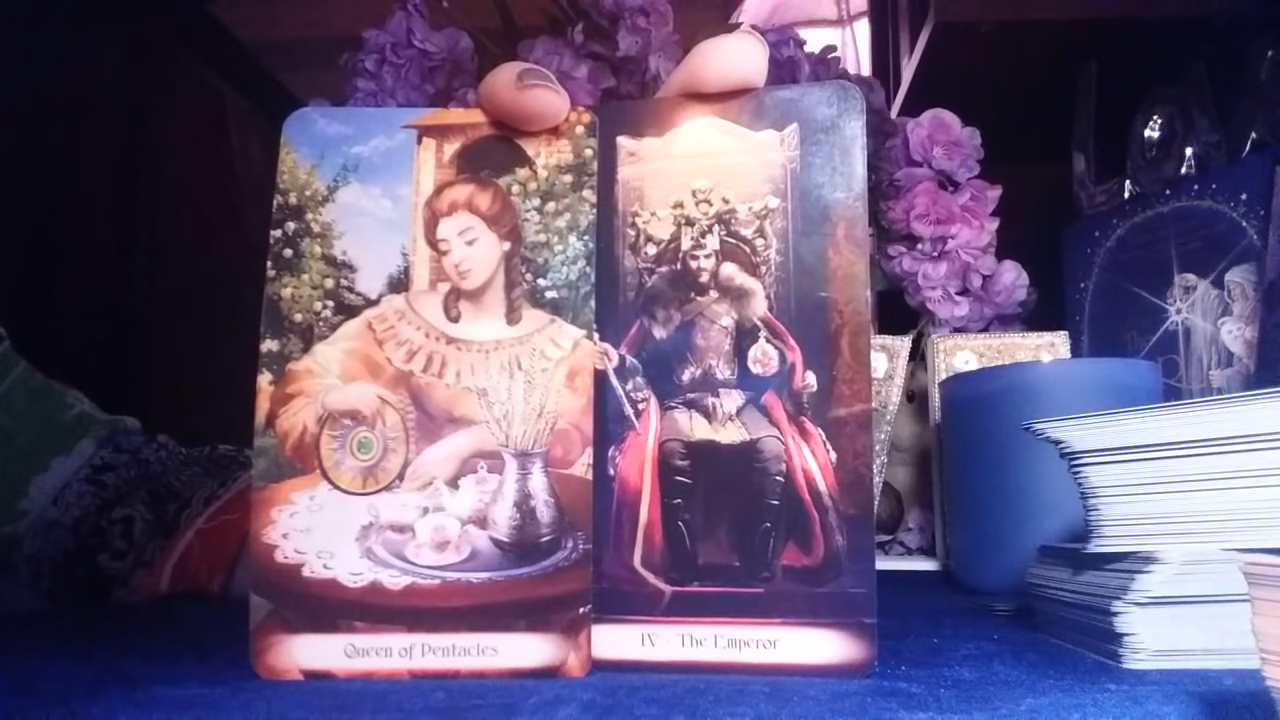 Queen of Pentacles
IV - The Emperor